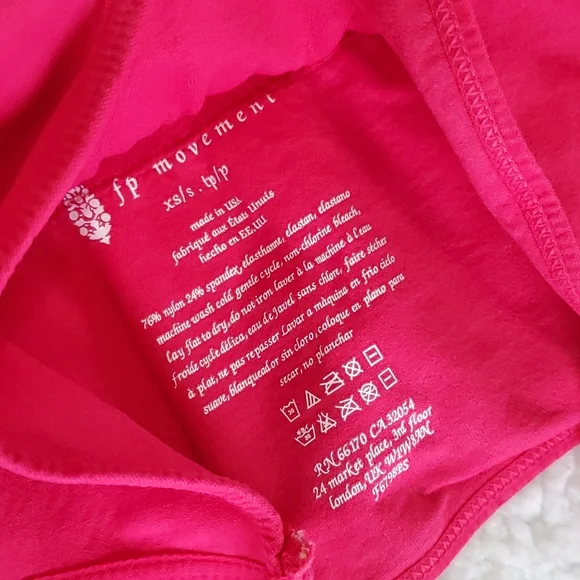 fp movement
xs/s . tp/p
made in USA
fabriqué aux États Unuits
hecho en EE.UU
76% nylon 24% spandex, elasthanne, elastan, elastano
machine wash cold gentle cycle, non-chlorine bleach,
lay flat to dry, do not iron laver à la machine à l'eau
froide cycle délica, eau de Javel sans chlore, faire sécher
à plat, ne pas repasser Lavar a máquina en frio ciclo
suave, blanqueador sin cloro, coloque en plano para
secar, no planchar
30
RN 66170 CA 32054
24 market place, 3rd floor
london, UK W1W8AN
F6798ES